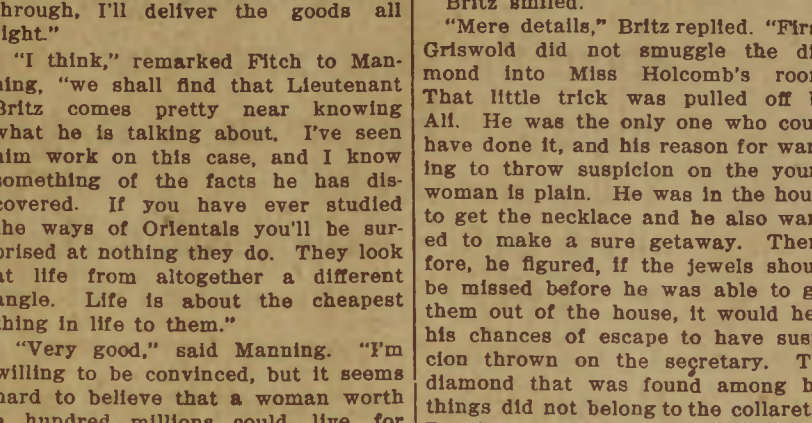 through, I'll deliver the goods all
right."
"I think," remarked Fitch to Man-
ning, "we shall find that Lieutenant
Britz comes pretty near knowing
what he is talking about. I've seen
him work on this case, and I know
something of the facts he has dis-
covered. If you have ever studied
the ways of Orientals you'll be sur-
prised at nothing they do. They look
at life from altogether a different
angle. Life is about the cheapest
thing in life to them."
"Very good," said Manning. "I'm
willing to be convinced, but it seems
hard to believe that a woman worth
a hundred millions could live for
Britz smiled.
"Mere details," Britz replied. "First
Griswold did not smuggle the
mond into Miss Holcomb's
That little trick was pulled off
Ali. He was the only one who
have done it, and his reason for
ing to throw suspicion on the
woman is plain. He was in the
to get the necklace and he also
ed to make a sure getaway.
fore, he figured, if the jewels
be missed before he was able to
them out of the house, it would
his chances of escape to have
cion thrown on the secretary.
diamond that was found among
things did not belong to the